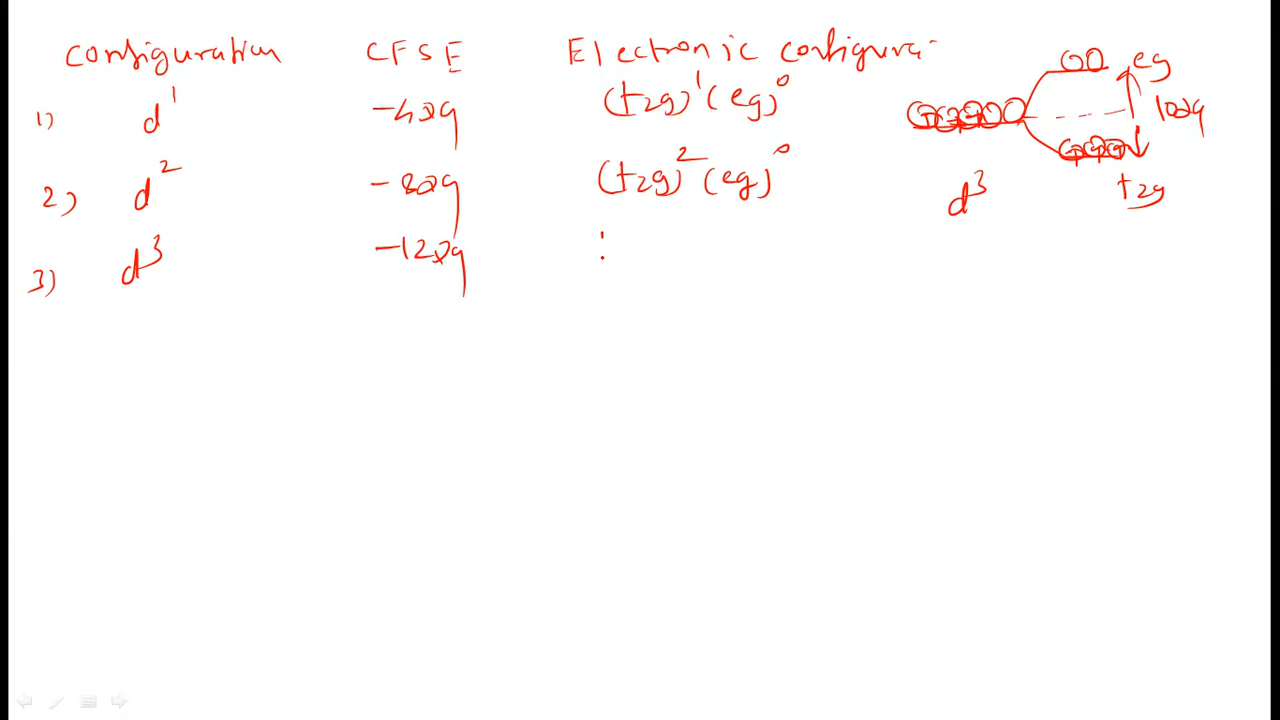 Configuration CFSE Electronic configura
1) d¹ -4Dq (t2g)¹(eg)⁰
2) d² -8Dq (t2g)²(eg)⁰
3) d³ -12Dq :
eg
10Dq
t2g
d³